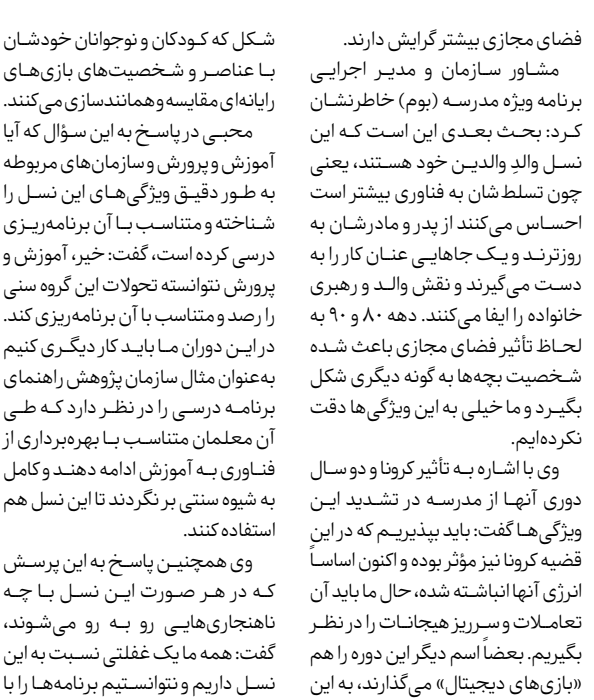 فضای مجازی بیشتر گرایش دارند.
مشاور سازمان و مدیر اجرایی
برنامه ویژه مدرسه (بوم) خاطرنشان
کرد: بحث بعدی این است که این
نسل والدِ والدین خود هستند، یعنی
چون تسلط‌شان به فناوری بیشتر است
احساس می‌کنند از پدر و مادرشان به
روزترند و یک جاهایی عنان کار را به
دست می‌گیرند و نقش والد و رهبری
خانواده را ایفا می‌کنند. دهه ۸۰ و ۹۰ به
لحاظ تأثیر فضای مجازی باعث شده
شخصیت بچه‌ها به گونه دیگری شکل
بگیرد و ما خیلی به این ویژگی‌ها دقت
نکرده‌ایم.
وی با اشاره به تأثیر کرونا و دو سال
دوری آنها از مدرسه در تشدید این
ویژگی‌ها گفت: باید بپذیریم که در این
قضیه کرونا نیز مؤثر بوده و اکنون اساساً
انرژی آنها انباشته شده، حال ما باید آن
تعاملات و سرریز هیجانات را در نظر
بگیریم. بعضاً اسم دیگر این دوره را هم
«بازی‌های دیجیتال» می‌گذارند، به این
شکل که کودکان و نوجوانان خودشان
با عناصر و شخصیت‌های بازی‌های
رایانه‌ای مقایسه و همانندسازی می‌کنند.
محبی در پاسخ به این سؤال که آیا
آموزش و پرورش و سازمان‌های مربوطه
به طور دقیق ویژگی‌های این نسل را
شناخته و متناسب با آن برنامه‌ریزی
درسی کرده است، گفت: خیر، آموزش و
پرورش نتوانسته تحولات این گروه سنی
را رصد و متناسب با آن برنامه‌ریزی کند.
در این دوران ما باید کار دیگری کنیم
به‌عنوان مثال سازمان پژوهش راهنمای
برنامه درسی را در نظر دارد که طی
آن معلمان متناسب با بهره‌برداری از
فناوری به آموزش ادامه دهند و کامل
به شیوه سنتی بر نگردند تا این نسل هم
استفاده کنند.
وی همچنین پاسخ به این پرسش
که در هر صورت این نسل با چه
ناهنجاری‌هایی رو به رو می‌شوند،
گفت: همه ما یک غفلتی نسبت به این
نسل داریم و نتوانستیم برنامه‌ها را با